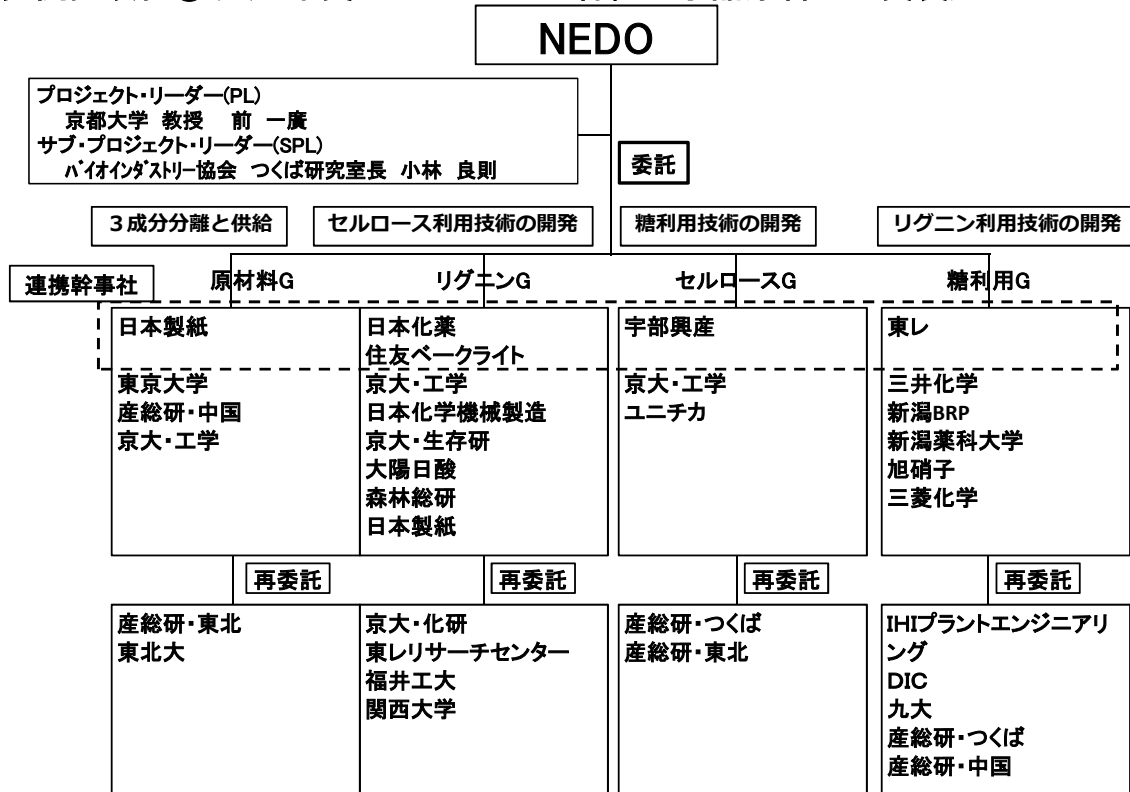 NEDO
プロジェクト・リーダー(PL)
京都大学 教授 前 一廣
サブ・プロジェクト・リーダー(SPL)
バイオインダストリー協会 つくば研究室長 小林 良則
委託
３成分分離と供給
セルロース利用技術の開発
糖利用技術の開発
リグニン利用技術の開発
連携幹事社
原材料G
リグニンG
セルロースG
糖利用G
日本製紙
東京大学
産総研・中国
京大・工学
日本化薬
住友ベークライト
京大・工学
日本化学機械製造
京大・生存研
大陽日酸
森林総研
日本製紙
宇部興産
京大・工学
ユニチカ
東レ
三井化学
新潟BRP
新潟薬科大学
旭硝子
三菱化学
再委託
再委託
再委託
再委託
産総研・東北
東北大
京大・化研
東レリサーチセンター
福井工大
関西大学
産総研・つくば
産総研・東北
IHIプラントエンジニアリ
ング
DIC
九大
産総研・つくば
産総研・中国